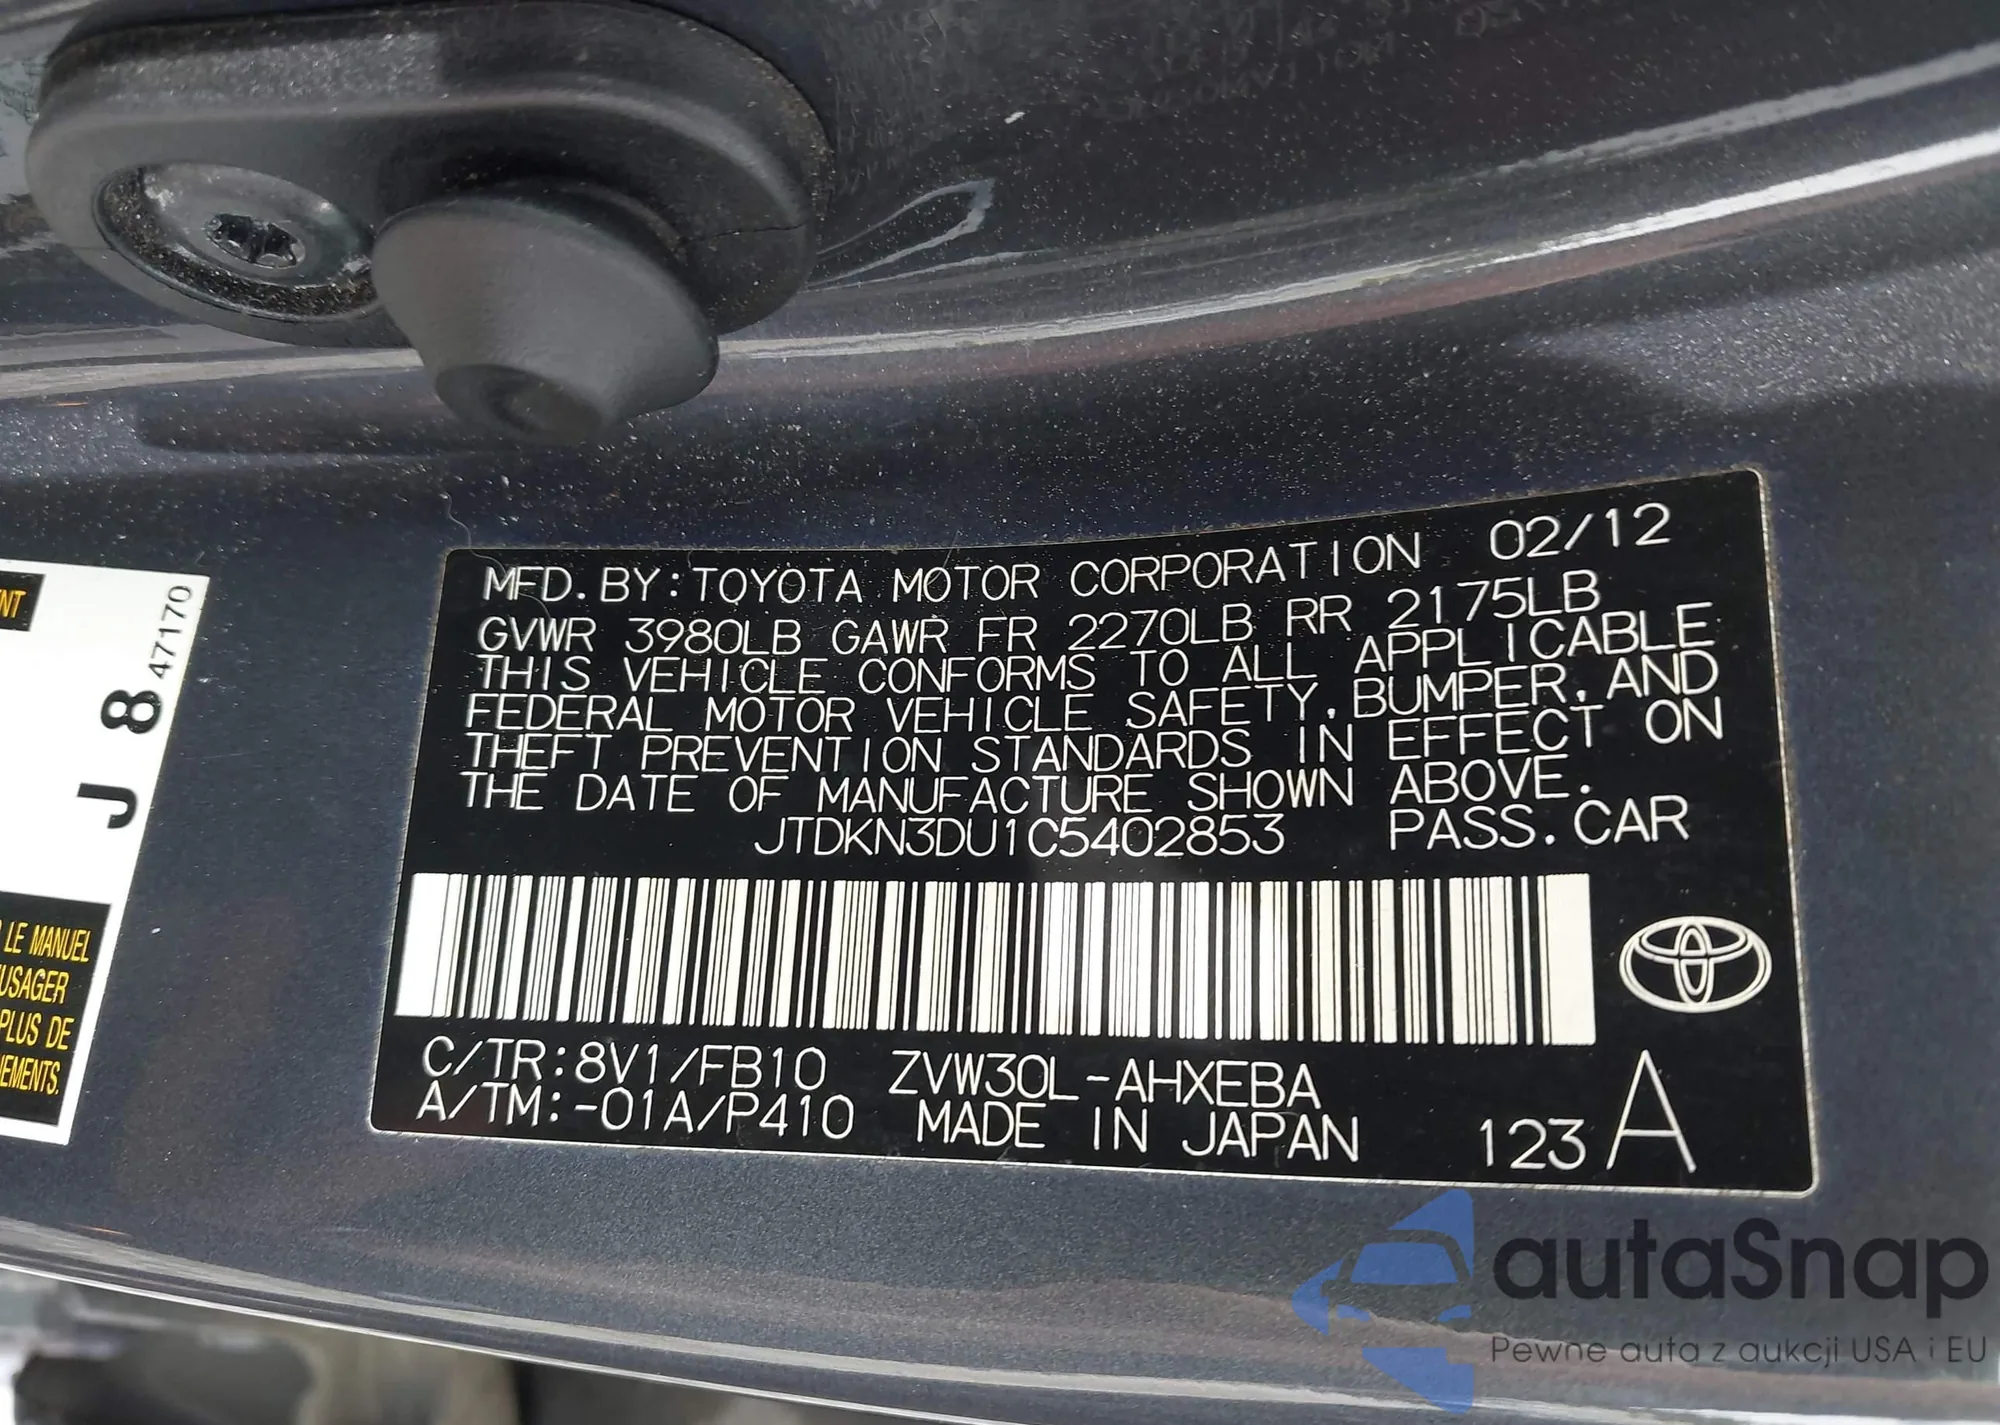 MFD. BY: TOYOTA MOTOR CORPORATION 02/12
GVWR 3980LB GAWR FR 2270LB RR 2175LB
THIS VEHICLE CONFORMS TO ALL APPLICABLE
FEDERAL MOTOR VEHICLE SAFETY, BUMPER, AND
THEFT PREVENTION STANDARDS IN EFFECT ON
THE DATE OF MANUFACTURE SHOWN ABOVE.
JTDKN3DU1C5402853 PASS. CAR
C/TR:8V1/FB10 ZVW30L-AHXEBA
A/TM:-01A/P410 MADE IN JAPAN 123 A
J 8 47170
LE MANUEL
PLUS DE
autaSnap
Pewne auta z aukcji USA i EU